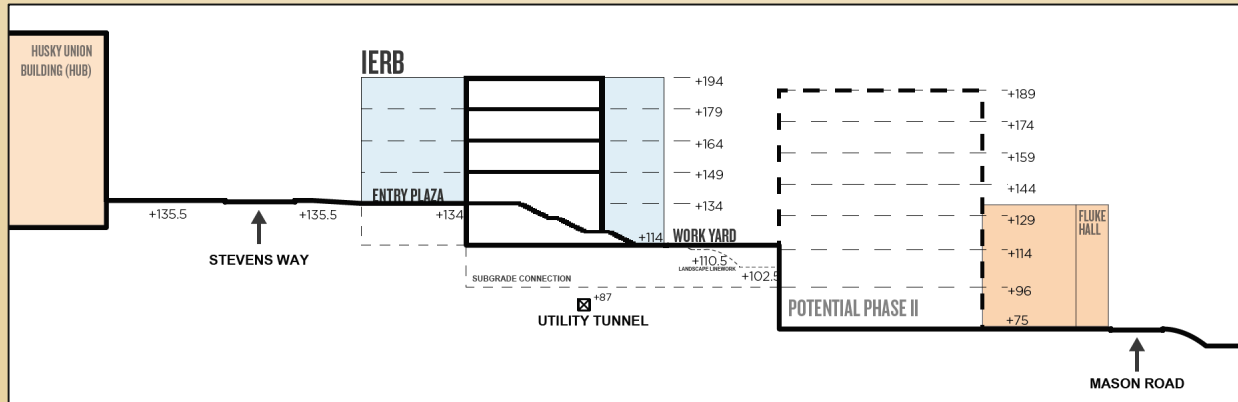 HUSKY UNION
BUILDING (HUB)
IERB
+194
+179
+164
+149
+134
ENTRY PLAZA
+134
+135.5
+135.5
STEVENS WAY
+114
WORK YARD
+110.5
LANDSCAPE LINEWORK
+102.5
SUBGRADE CONNECTION
+87
UTILITY TUNNEL
+189
+174
+159
+144
+129
+114
+96
+75
POTENTIAL PHASE II
FLUKE
HALL
MASON ROAD